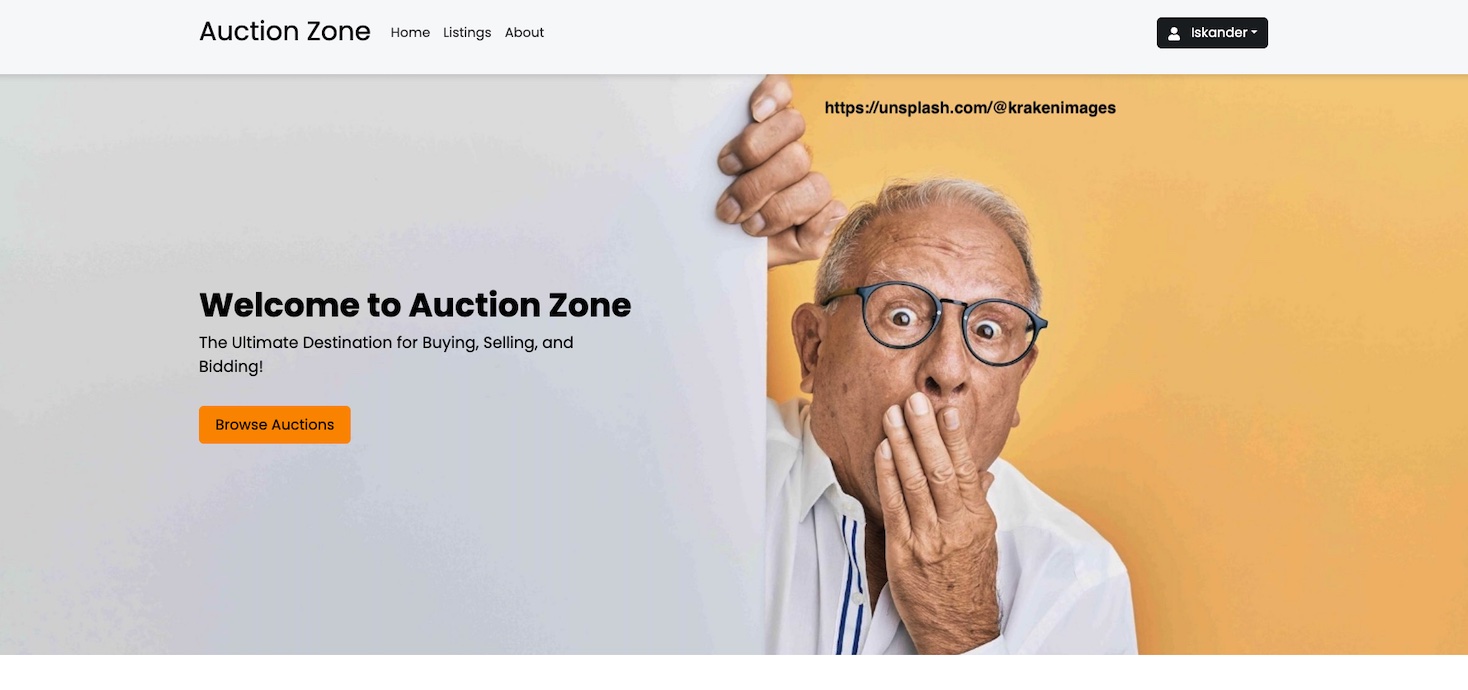 Auction Zone
Home
Listings
About
Iskander
https://unsplash.com/@krakenimages
Welcome to Auction Zone
The Ultimate Destination for Buying, Selling, and
Bidding!
Browse Auctions